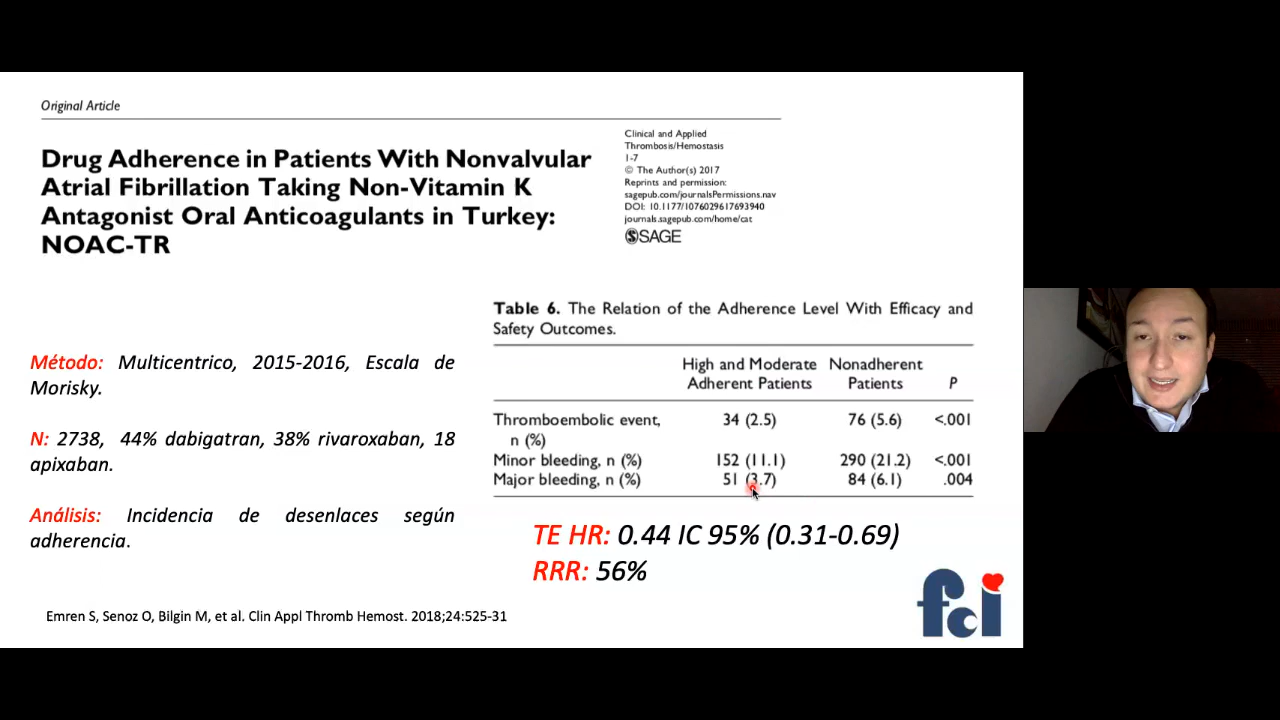 Original Article
Drug Adherence in Patients With Nonvalvular
Atrial Fibrillation Taking Non-Vitamin K
Antagonist Oral Anticoagulants in Turkey:
NOAC-TR
Clinical and Applied
Thrombosis/Hemostasis
1-7
© The Author(s) 2017
Reprints and permission:
sagepub.com/journalsPermissions.nav
DOI: 10.1177/1076029617693940
journals.sagepub.com/home/cat
SAGE
Método: Multicentrico, 2015-2016, Escala de
Morisky.
N: 2738, 44% dabigatran, 38% rivaroxaban, 18
apixaban.
Análisis: Incidencia de desenlaces según
adherencia.
Table 6. The Relation of the Adherence Level With Efficacy and
Safety Outcomes.
High and Moderate Nonadherent
Adherent Patients Patients P
Thromboembolic event, 34 (2.5) 76 (5.6) <.001
n (%)
Minor bleeding, n (%) 152 (11.1) 290 (21.2) <.001
Major bleeding, n (%) 51 (3.7) 84 (6.1) .004
TE HR: 0.44 IC 95% (0.31-0.69)
RRR: 56%
Emren S, Senoz O, Bilgin M, et al. Clin Appl Thromb Hemost. 2018;24:525-31
fci